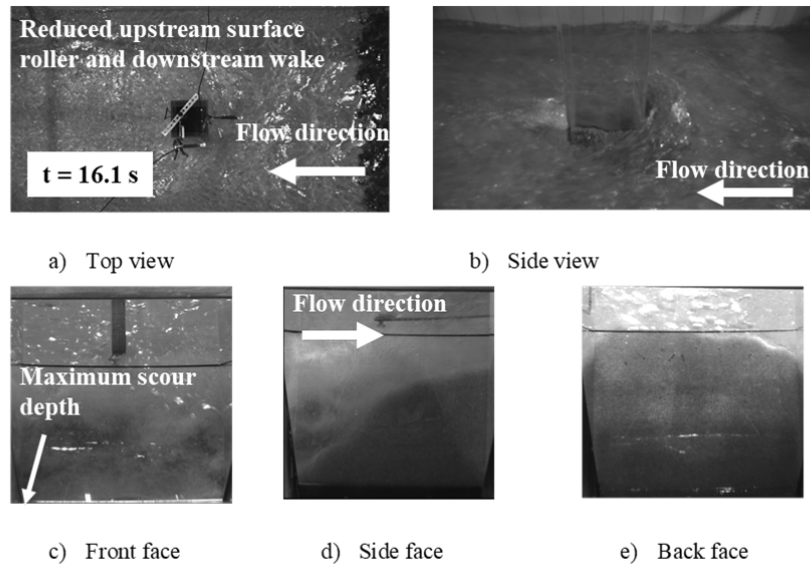 Reduced upstream surface
roller and downstream wake
Flow direction
t = 16.1 s
Flow direction
a) Top view
b) Side view
Maximum scour
depth
Flow direction
c) Front face
d) Side face
e) Back face